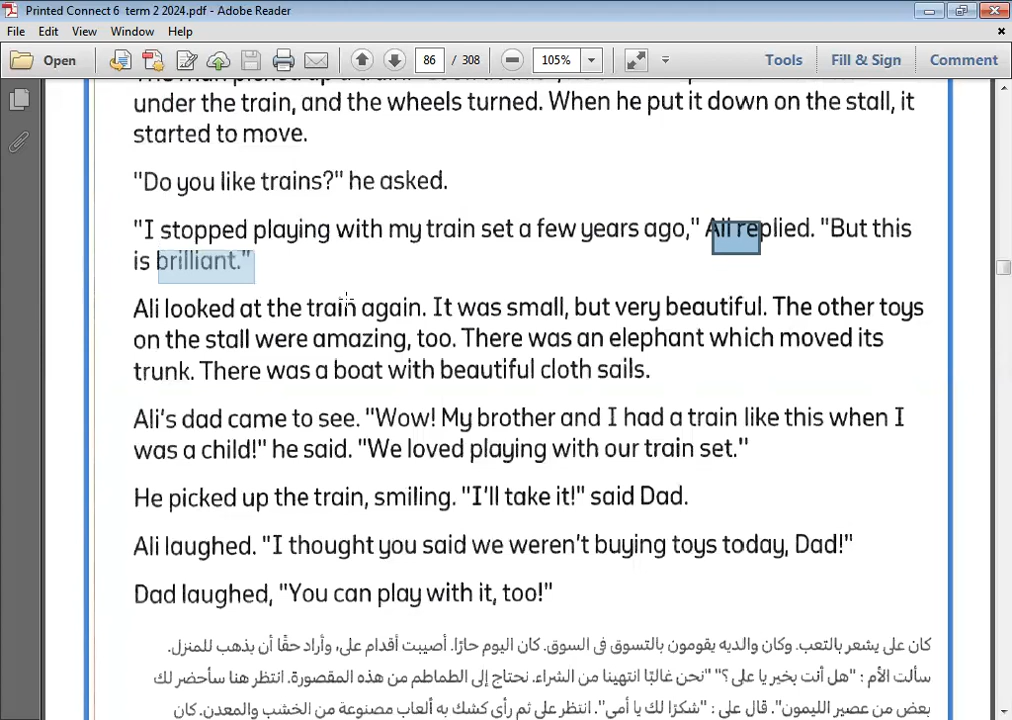 Printed Connect 6 term 2 2024.pdf - Adobe Reader
File Edit View Window Help
Open 86 / 308 105% Tools Fill & Sign Comment
under the train, and the wheels turned. When he put it down on the stall, it
started to move.
"Do you like trains?" he asked.
"I stopped playing with my train set a few years ago," Ali replied. "But this
is brilliant."
Ali looked at the train again. It was small, but very beautiful. The other toys
on the stall were amazing, too. There was an elephant which moved its
trunk. There was a boat with beautiful cloth sails.
Ali's dad came to see. "Wow! My brother and I had a train like this when I
was a child!" he said. "We loved playing with our train set."
He picked up the train, smiling. "I'll take it!" said Dad.
Ali laughed. "I thought you said we weren't buying toys today, Dad!"
Dad laughed, "You can play with it, too!"
كان على يشعر بالتعب. وكان والديه يقومون بالتسوق فى السوق. كان اليوم حارًا. أصيبت أقدام على، وأراد حقًا أن يذهب للمنزل.
سألت الأم : "هل أنت بخير يا على ؟" "نحن غالبًا انتهينا من الشراء. نحتاج إلى الطماطم من هذه المقصورة. انتظر هنا سأحضر لك
بعض من عصير الليمون". قال على : "شكرًا لك يا أمى". انتظر على ثم رأى كشك به ألعاب مصنوعة من الخشب والمعدن. كان